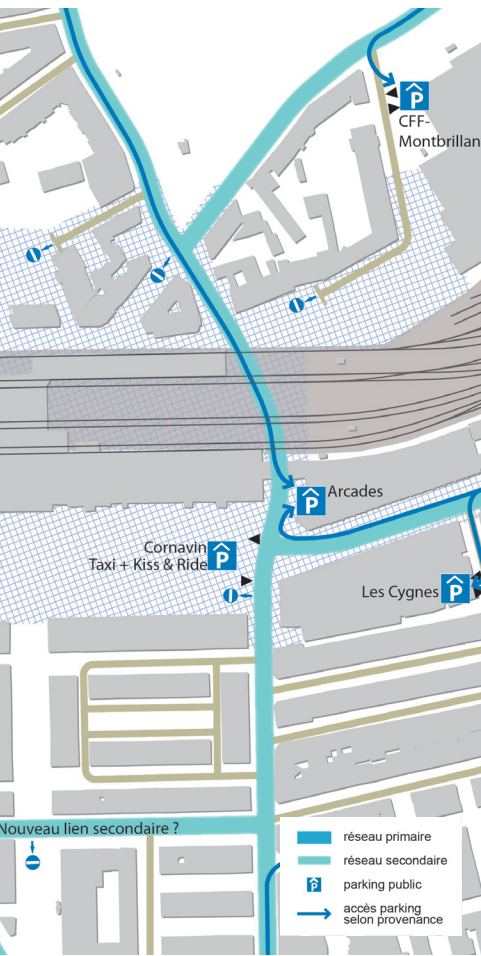 P
CFF-
Montbrillan
P
Arcades
Cornavin
Taxi + Kiss & Ride
P
Les Cygnes
P
Nouveau lien secondaire ?
réseau primaire
réseau secondaire
P
parking public
accès parking
selon provenance